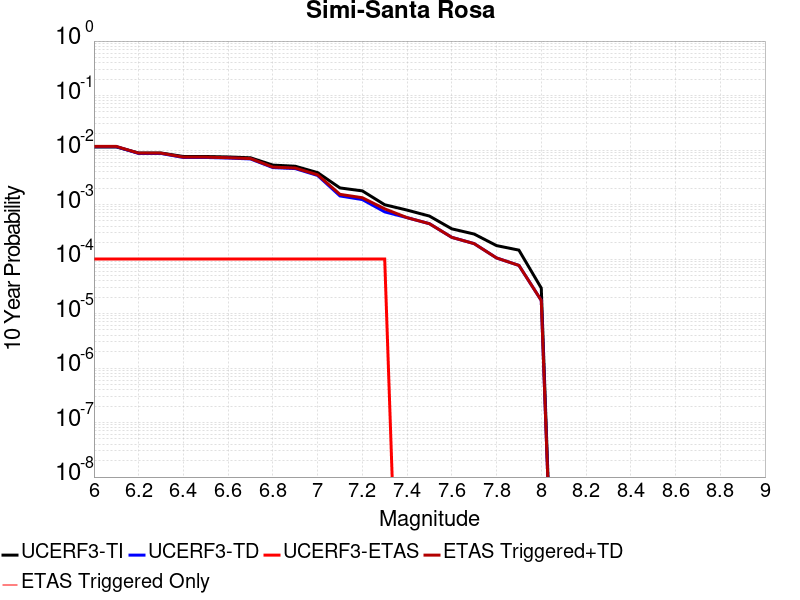 Simi-Santa Rosa
10 0
10 -1
10 -2
10 -3
10 -4
10 -5
10 -6
10 -7
10 -8
10 Year Probability
6 6.2 6.4 6.6 6.8 7 7.2 7.4 7.6 7.8 8 8.2 8.4 8.6 8.8 9
Magnitude
UCERF3-TI UCERF3-TD UCERF3-ETAS ETAS Triggered+TD
ETAS Triggered Only